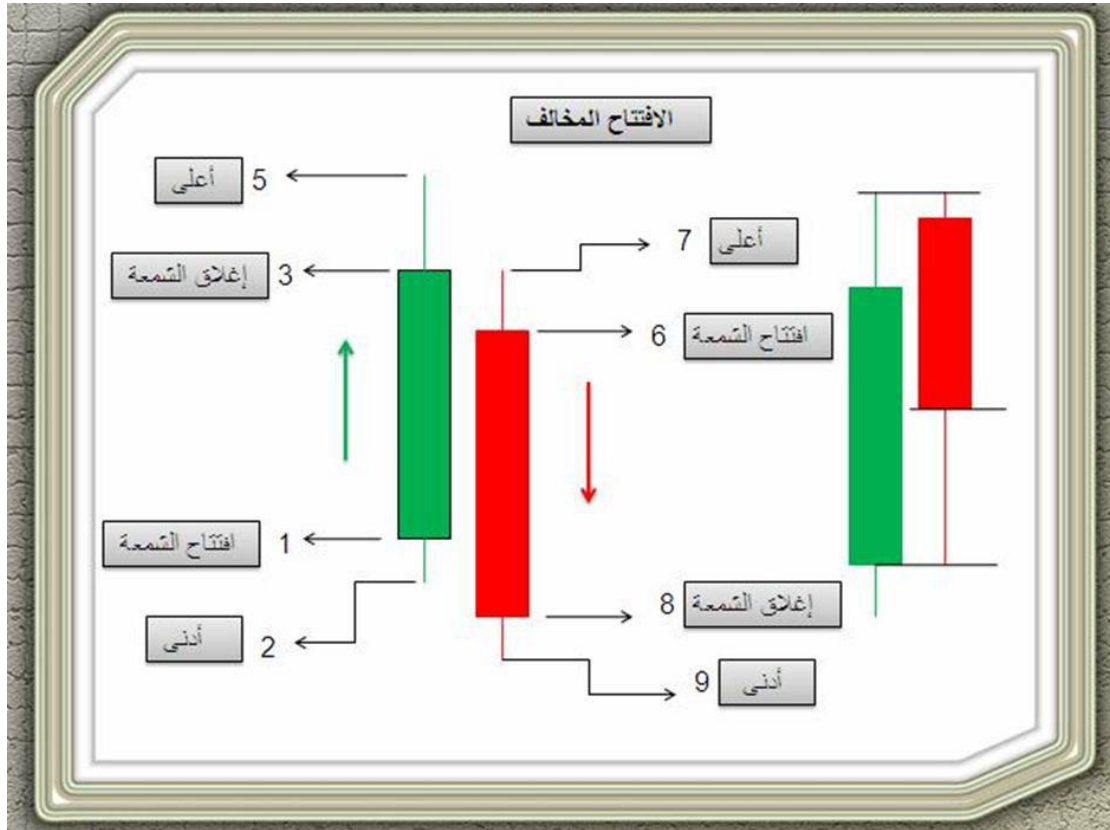 الافتتاح المخالف
أعلى 5
7 أعلى
إغلاق الشمعة 3
6 افتتاح الشمعة
افتتاح الشمعة 1
8 إغلاق الشمعة
أدنى 2
9 أدنى